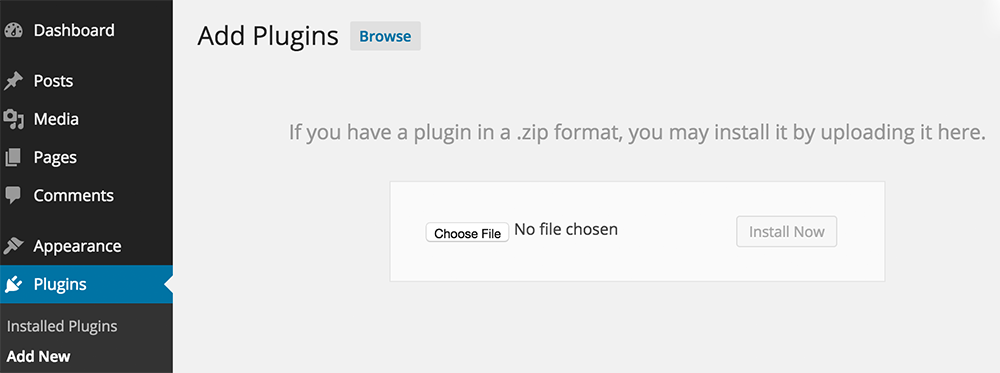 Dashboard
Posts
Media
Pages
Comments
Appearance
Plugins
Installed Plugins
Add New
Add Plugins Browse
If you have a plugin in a .zip format, you may install it by uploading it here.
Choose File No file chosen Install Now